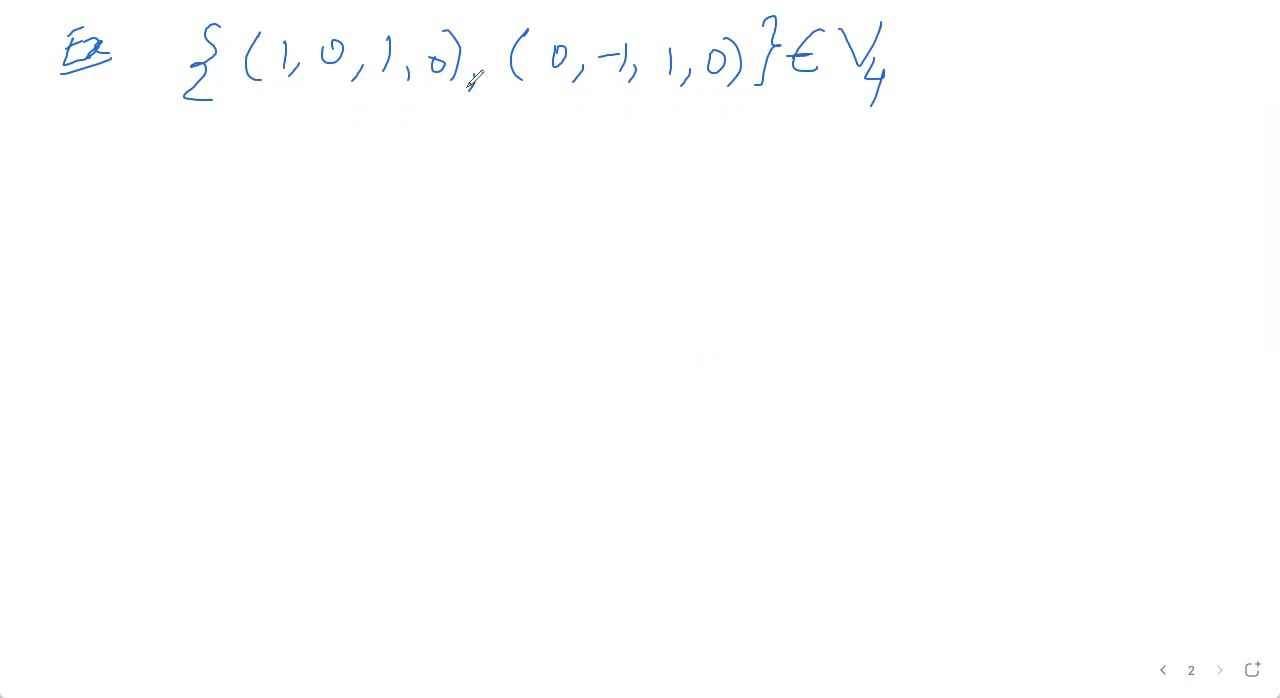 Ex { (1, 0, 1, 0), (0, -1, 1, 0) } ∈ V₄
2